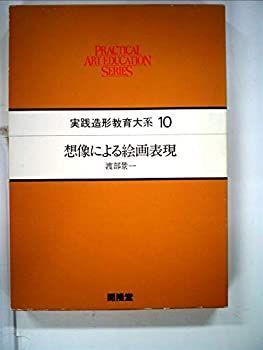 PRACTICAL
ART EDUCATION
SERIES
実践造形教育大系 10
想像による絵画表現
渡部景一
開隆堂